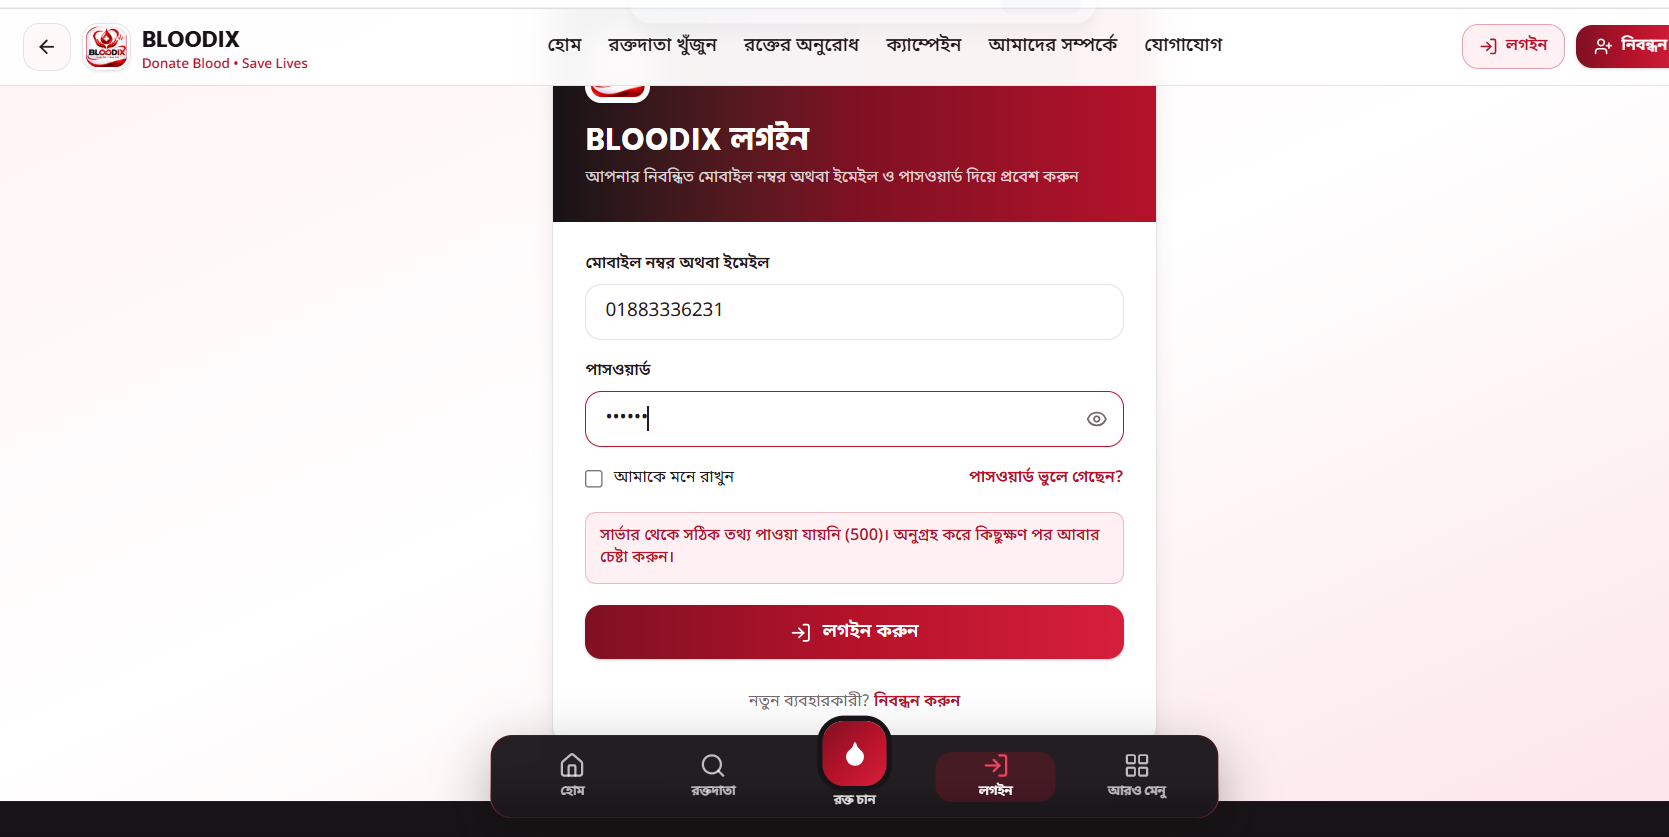 BLOODIX
Donate Blood • Save Lives
হোম
রক্তদাতা খুঁজুন
রক্তের অনুরোধ
ক্যাম্পেইন
আমাদের সম্পর্কে
যোগাযোগ
লগইন
নিবন্ধন
BLOODIX লগইন
আপনার নিবন্ধিত মোবাইল নম্বর অথবা ইমেইল ও পাসওয়ার্ড দিয়ে প্রবেশ করুন
মোবাইল নম্বর অথবা ইমেইল
01883336231
পাসওয়ার্ড
••••••
আমাকে মনে রাখুন
পাসওয়ার্ড ভুলে গেছেন?
সার্ভার থেকে সঠিক তথ্য পাওয়া যায়নি (500)। অনুগ্রহ করে কিছুক্ষণ পর আবার
চেষ্টা করুন।
লগইন করুন
নতুন ব্যবহারকারী? নিবন্ধন করুন
হোম
রক্তদাতা
রক্ত চান
লগইন
আরও মেনু